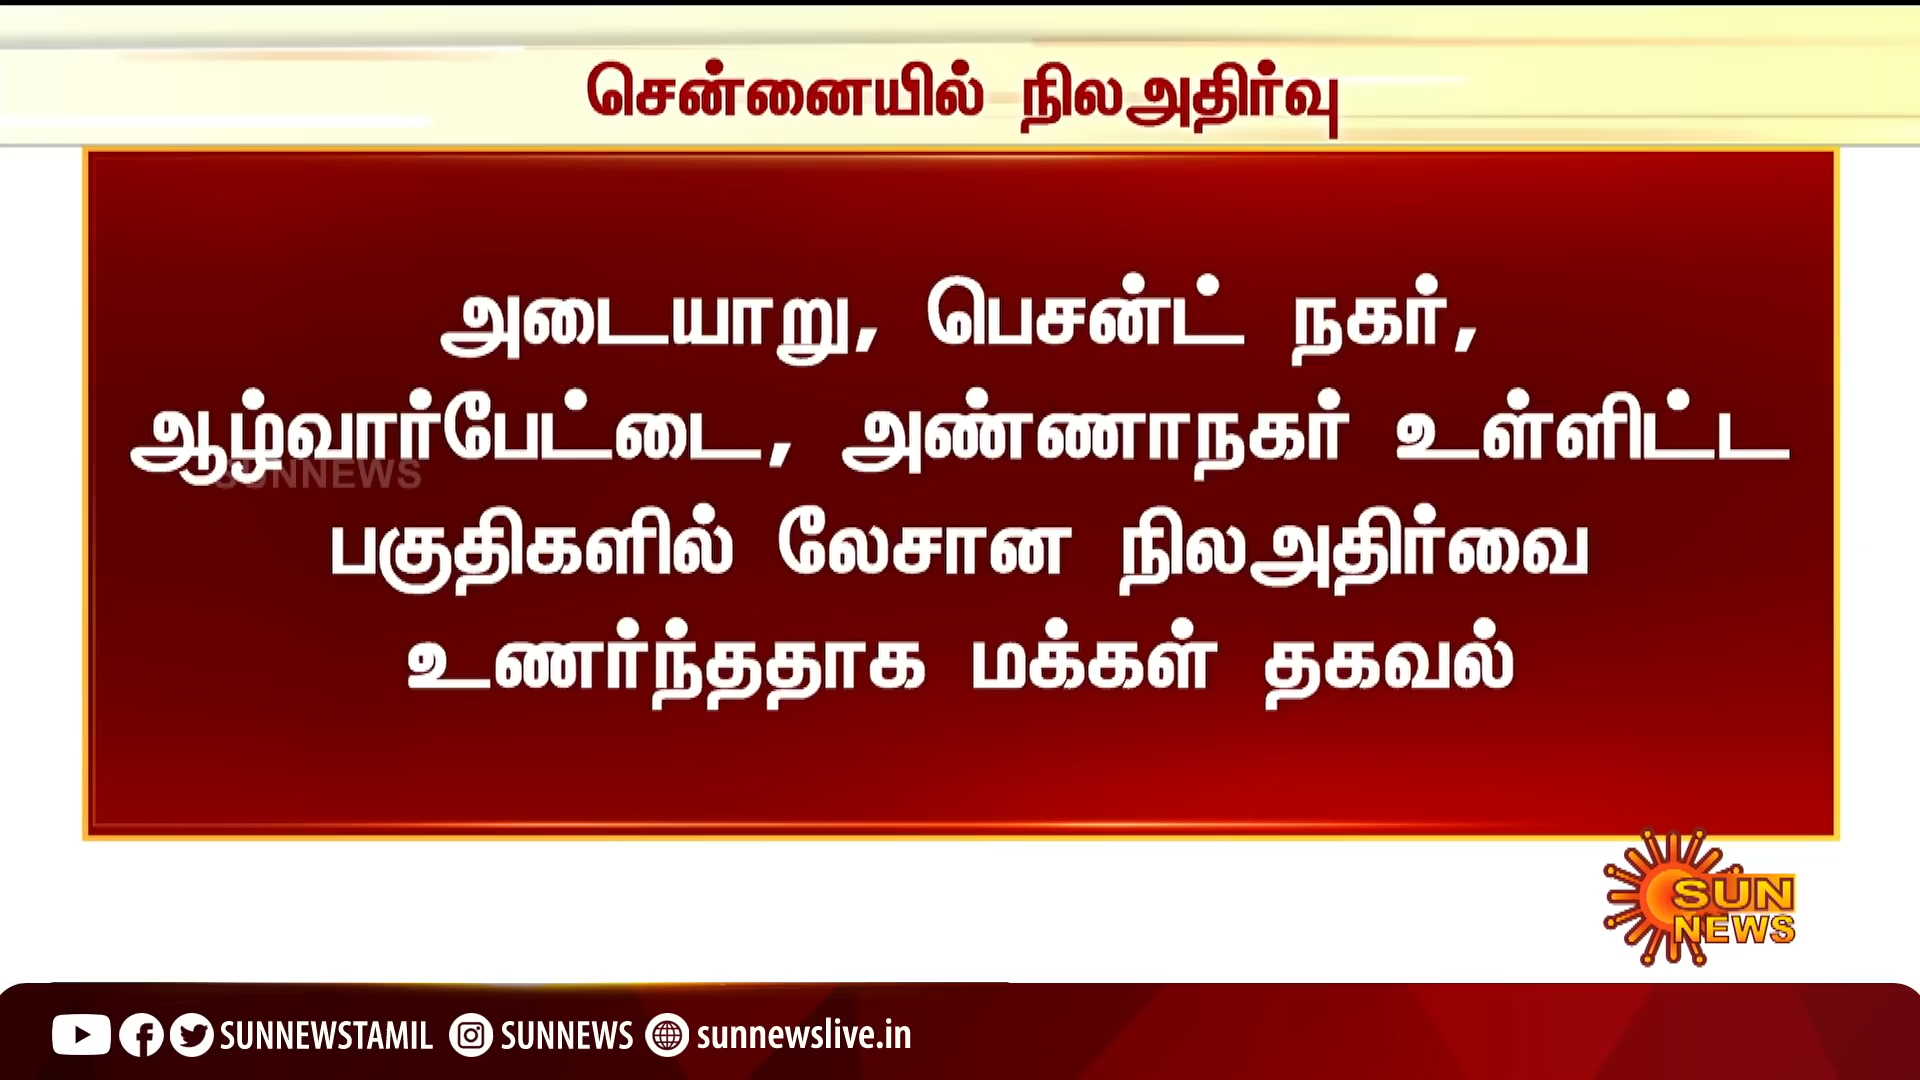 சென்னையில் நிலஅதிர்வு
அடையாறு, பெசன்ட் நகர்,
ஆழ்வார்பேட்டை, அண்ணாநகர் உள்ளிட்ட
SUNNEWS
பகுதிகளில் லேசான நிலஅதிர்வை
உணர்ந்ததாக மக்கள் தகவல்
SUN
NEWS
SUNNEWSTAMIL SUNNEWS sunnewslive.in